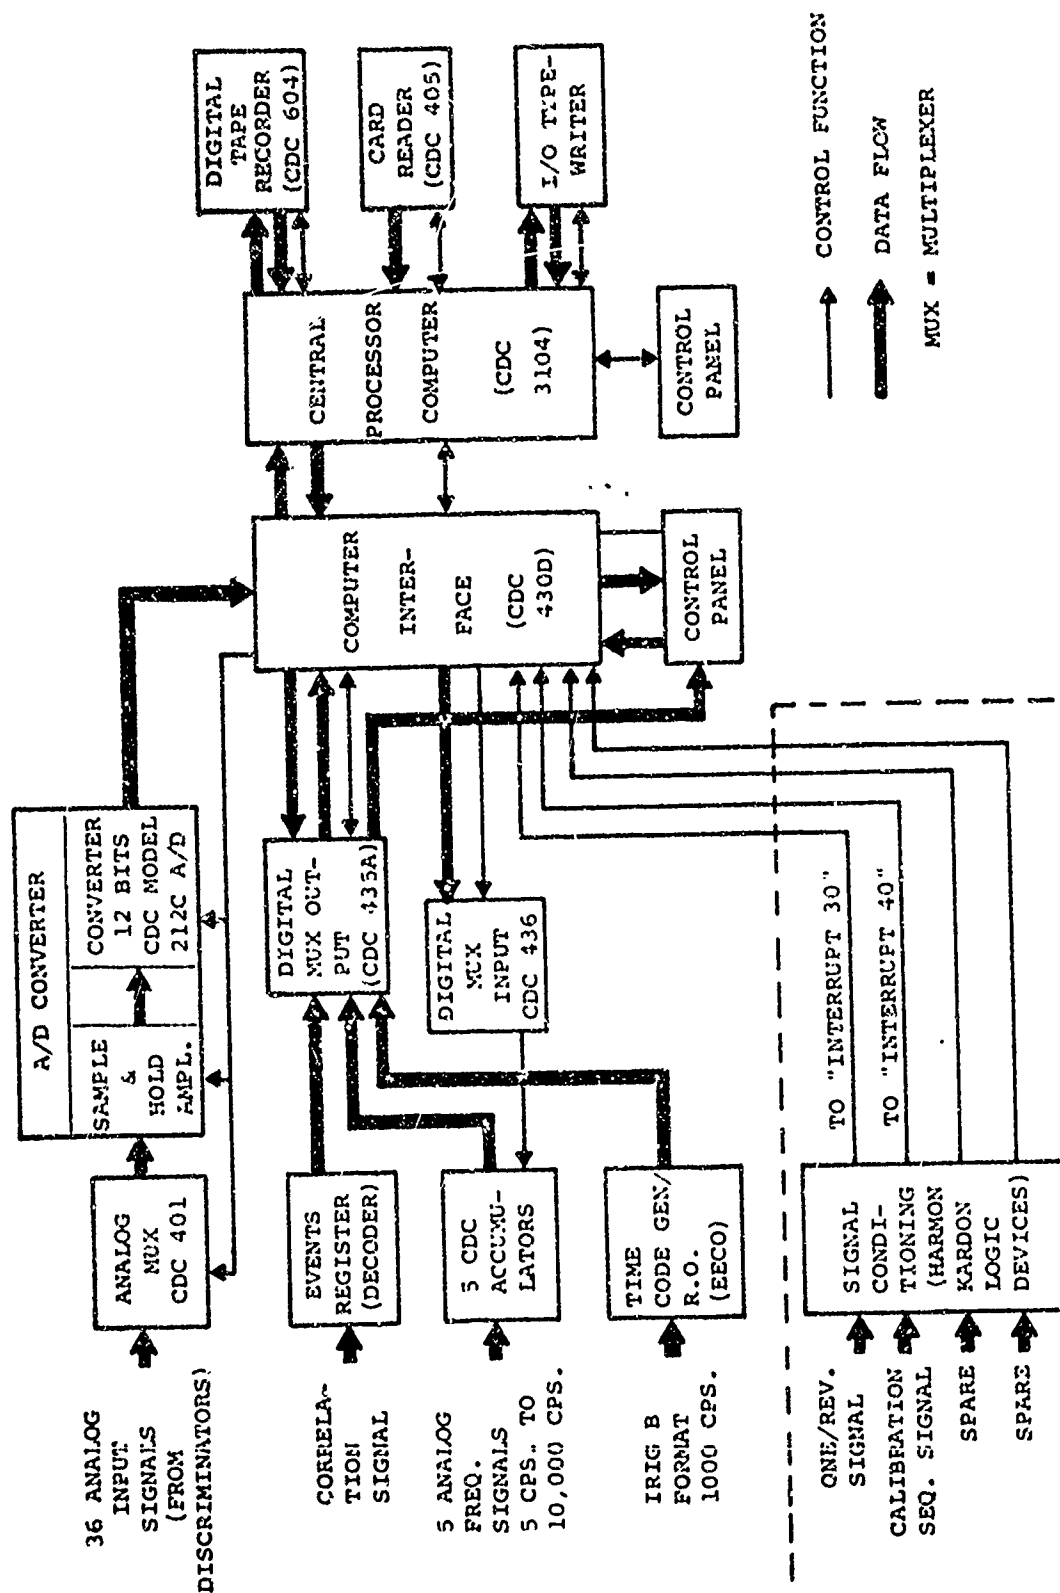 36 ANALOG
INPUT
SIGNALS
(FROM
DISCRIMINATORS)
ANALOG
MUX
CDC 401
A/D CONVERTER
SAMPLE
&
HOLD
AMPL.
CONVERTER
12 BITS
CDC MODEL
212C A/D
CORRELA-
TION
SIGNAL
EVENTS
REGISTER
(DECODER)
5 ANALOG
FREQ.
SIGNALS
5 CPS. TO
10,000 CPS.
5 CDC
ACCUMU-
LATORS
IRIG B
FORMAT
1000 CPS.
TIME
CODE GEN/
R.O.
(EECO)
DIGITAL
MUX OUT-
PUT
(CDC 435A)
DIGITAL
MUX
INPUT
CDC 436
COMPUTER
INTER-
FACE
(CDC
430D)
CONTROL
PANEL
CENTRAL
PROCESSOR
COMPUTER
(CDC
3104)
CONTROL
PANEL
DIGITAL
TAPE
RECORDER
(CDC 604)
CARD
READER
(CDC 405)
I/O TYPE-
WRITER
ONE/REV.
SIGNAL
CALIBRATION
SEQ. SIGNAL
SPARE
SPARE
SIGNAL
CONDI-
TIONING
(HARMON
KARDON
LOGIC
DEVICES)
TO "INTERRUPT 30"
TO "INTERRUPT 40"
CONTROL FUNCTION
DATA FLOW
MUX = MULTIPLEXER